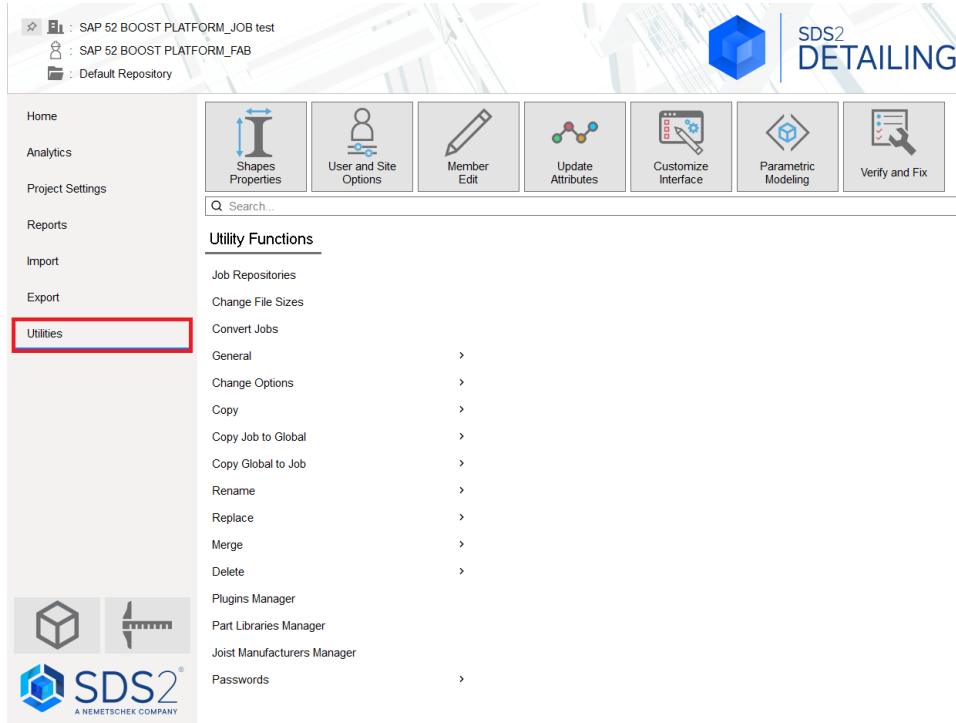 : SAP 52 BOOST PLATFORM_JOB test
: SAP 52 BOOST PLATFORM_FAB
: Default Repository
SDS2
DETAILING
Home
Analytics
Project Settings
Reports
Import
Export
Utilities
Shapes
Properties
User and Site
Options
Member
Edit
Update
Attributes
Customize
Interface
Parametric
Modeling
Verify and Fix
Search...
Utility Functions
Job Repositories
Change File Sizes
Convert Jobs
General
Change Options
Copy
Copy Job to Global
Copy Global to Job
Rename
Replace
Merge
Delete
Plugins Manager
Part Libraries Manager
Joist Manufacturers Manager
Passwords
SDS2®
A NEMETSCHEK COMPANY